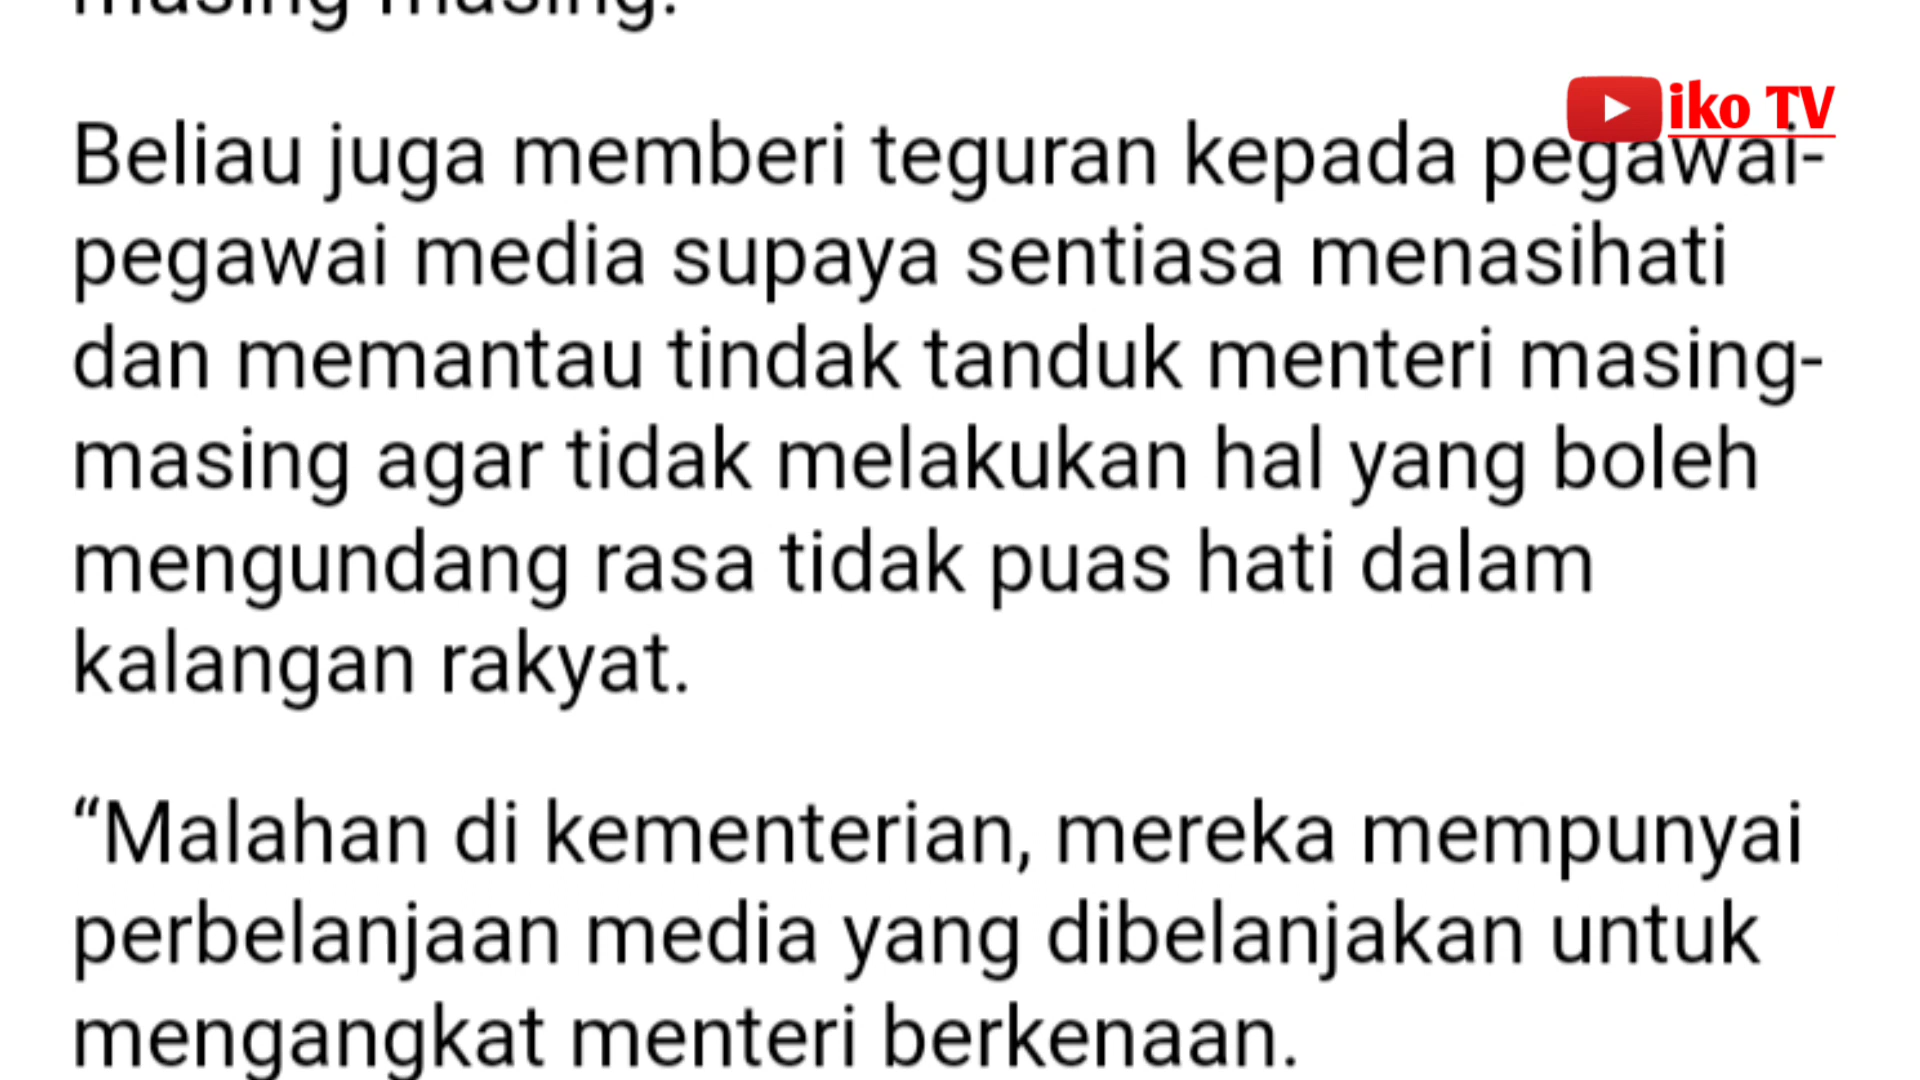 masing-masing.
iko TV
Beliau juga memberi teguran kepada pegawai-
pegawai media supaya sentiasa menasihati
dan memantau tindak tanduk menteri masing-
masing agar tidak melakukan hal yang boleh
mengundang rasa tidak puas hati dalam
kalangan rakyat.
“Malahan di kementerian, mereka mempunyai
perbelanjaan media yang dibelanjakan untuk
mengangkat menteri berkenaan.